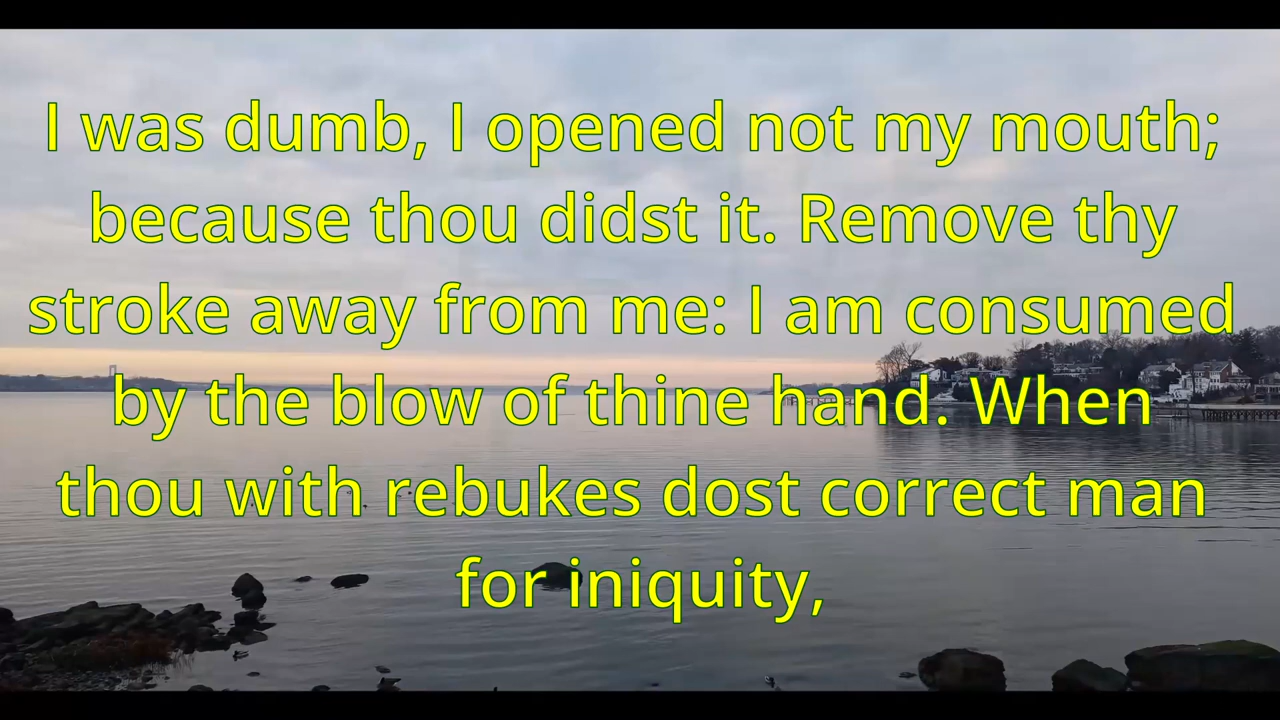 I was dumb, I opened not my mouth;
because thou didst it. Remove thy
stroke away from me: I am consumed
by the blow of thine hand. When
thou with rebukes dost correct man
for iniquity,